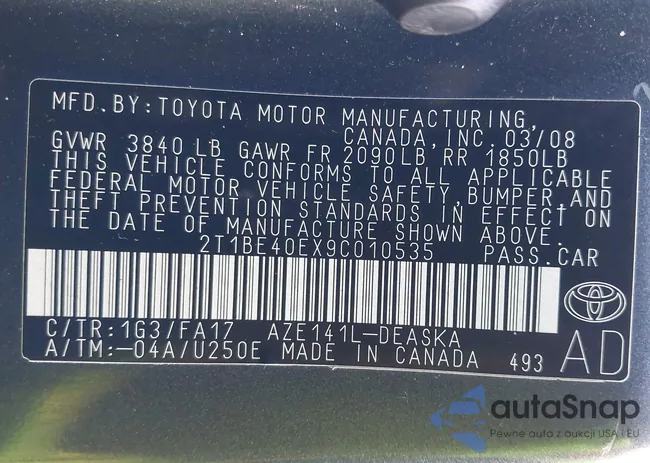 MFD. BY: TOYOTA MOTOR MANUFACTURING,
CANADA, INC. 03/08
GVWR 3840 LB GAWR FR 2090LB RR 1850LB
THIS VEHICLE CONFORMS TO ALL APPLICABLE
FEDERAL MOTOR VEHICLE SAFETY, BUMPER, AND
THEFT PREVENTION STANDARDS IN EFFECT ON
THE DATE OF MANUFACTURE SHOWN ABOVE.
2T1BE40EX9C010535 PASS.CAR
C/TR: 1G3/FA17 AZE141L-DEASKA
A/TM: -04A/U250E MADE IN CANADA 493 AD
autaSnap
Pewne auta z aukcji USA i EU